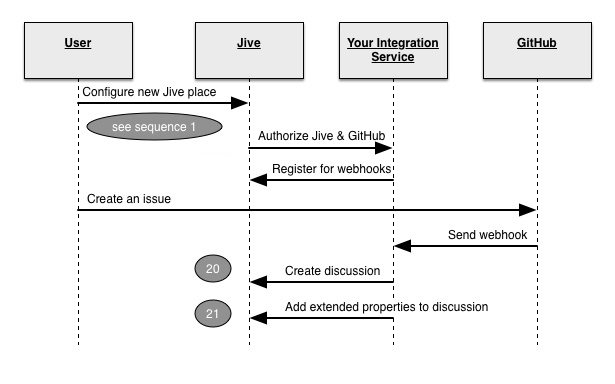 User
Jive
Your Integration
Service
GitHub
Configure new Jive place
see sequence 1
Authorize Jive & GitHub
Register for webhooks
Create an issue
Send webhook
20
Create discussion
21
Add extended properties to discussion